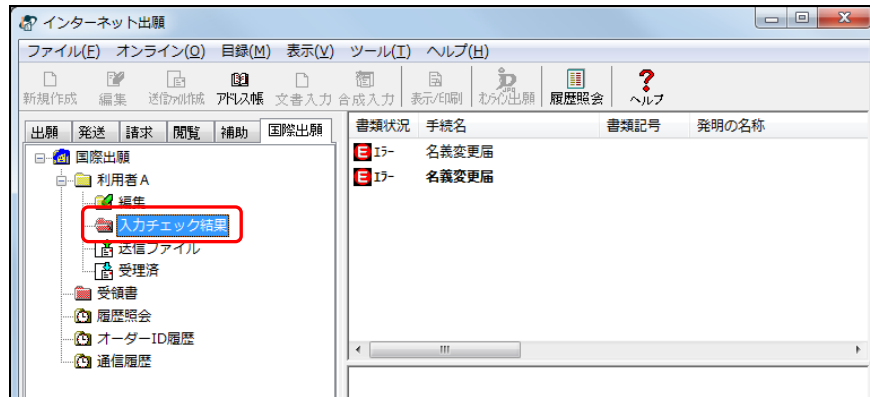 インターネット出願
ファイル(F) オンライン(O) 目録(M) 表示(V) ツール(T) ヘルプ(H)
新規作成 編集 送信ﾌｧｲﾙ作成 ｱﾄﾞﾚｽ帳 文書入力 合成入力 表示/印刷 ｵﾝﾗｲﾝ出願 履歴照会 ヘルプ
出願 発送 請求 閲覧 補助 国際出願
書類状況 手続名 書類記号 発明の名称
国際出願
利用者A
編集
入力チェック結果
送信ファイル
受理済
受領書
履歴照会
オーダーID履歴
通信履歴
E ｴﾗｰ 名義変更届
E ｴﾗｰ 名義変更届